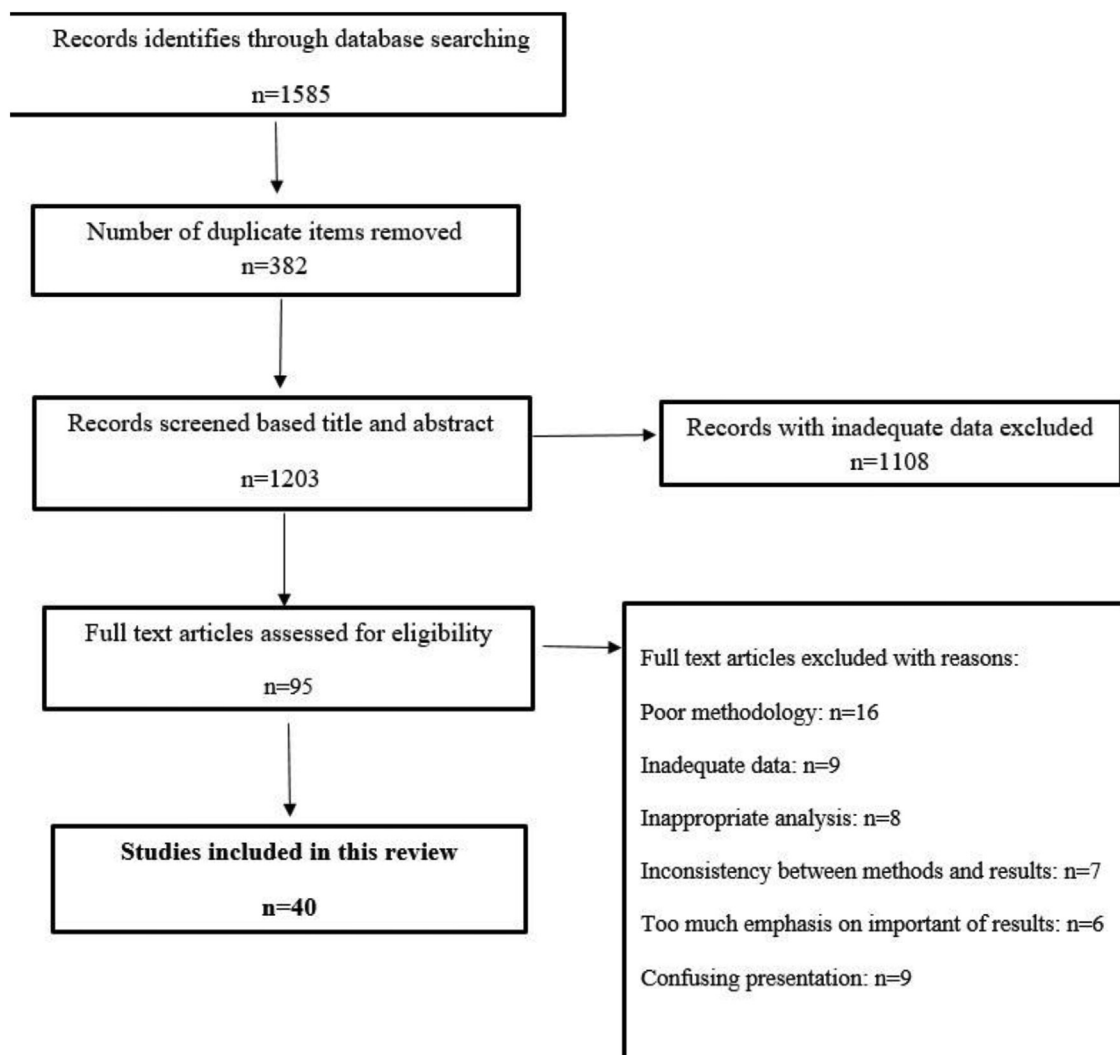 Records identifies through database searching
n=1585
Number of duplicate items removed
n=382
Records screened based title and abstract
n=1203
Records with inadequate data excluded
n=1108
Full text articles assessed for eligibility
n=95
Full text articles excluded with reasons:
Poor methodology: n=16
Inadequate data: n=9
Inappropriate analysis: n=8
Inconsistency between methods and results: n=7
Too much emphasis on important of results: n=6
Confusing presentation: n=9
Studies included in this review
n=40